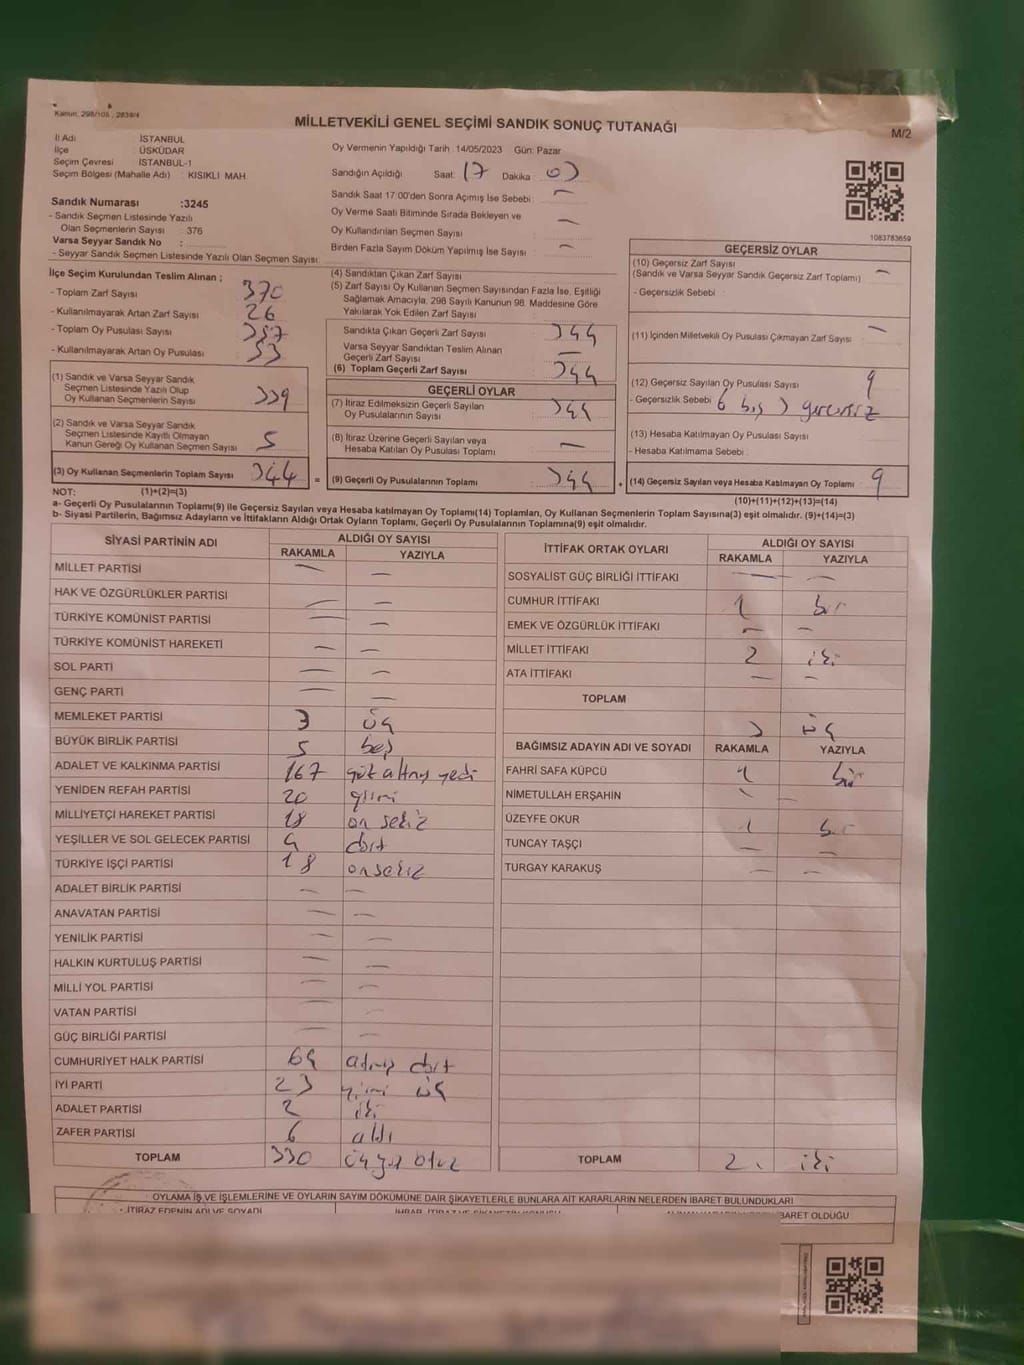 Kanun: 298/105, 2839/4
MİLLETVEKİLİ GENEL SEÇİMİ SANDIK SONUÇ TUTANAĞI
M/2
İl Adı İSTANBUL
İlçe ÜSKÜDAR
Seçim Çevresi İSTANBUL-1
Seçim Bölgesi (Mahalle Adı) : KISIKLI MAH.
Oy Vermenin Yapıldığı Tarih : 14/05/2023 Gün: Pazar
Sandığın Açıldığı Saat: 17 Dakika : 03
Sandık Saat 17:00'den Sonra Açılmış İse Sebebi : —
Oy Verme Saati Bitiminde Sırada Bekleyen ve
Oy Kullandırılan Seçmen Sayısı : —
Birden Fazla Sayım Döküm Yapılmış İse Sayısı : —
1083783659
Sandık Numarası :3245
- Sandık Seçmen Listesinde Yazılı
Olan Seçmenlerin Sayısı : 376
Varsa Seyyar Sandık No :
- Seyyar Sandık Seçmen Listesinde Yazılı Olan Seçmen Sayısı:
İlçe Seçim Kurulundan Teslim Alınan ;
- Toplam Zarf Sayısı 370
- Kullanılmayarak Artan Zarf Sayısı 26
- Toplam Oy Pusulası Sayısı
- Kullanılmayarak Artan Oy Pusulası
(1) Sandık ve Varsa Seyyar Sandık
Seçmen Listesinde Yazılı Olup
Oy Kullanan Seçmenlerin Sayısı 339
(2) Sandık ve Varsa Seyyar Sandık
Seçmen Listesinde Kayıtlı Olmayan
Kanun Gereği Oy Kullanan Seçmen Sayısı 5
(3) Oy Kullanan Seçmenlerin Toplam Sayısı 344
(4) Sandıktan Çıkan Zarf Sayısı
(5) Zarf Sayısı Oy Kullanan Seçmen Sayısından Fazla İse, Eşitliği
Sağlamak Amacıyla, 298 Sayılı Kanunun 98. Maddesine Göre
Yakılarak Yok Edilen Zarf Sayısı
Sandıkta Çıkan Geçerli Zarf Sayısı 344
Varsa Seyyar Sandıktan Teslim Alınan
Geçerli Zarf Sayısı —
(6) Toplam Geçerli Zarf Sayısı 344
GEÇERLİ OYLAR
(7) İtiraz Edilmeksizin Geçerli Sayılan
Oy Pusulalarının Sayısı 344
(8) İtiraz Üzerine Geçerli Sayılan veya
Hesaba Katılan Oy Pusulası Toplamı —
= (9) Geçerli Oy Pusulalarının Toplamı 344 +
GEÇERSİZ OYLAR
(10) Geçersiz Zarf Sayısı —
(Sandık ve Varsa Seyyar Sandık Geçersiz Zarf Toplamı)
- Geçersizlik Sebebi :
(11) İçinden Milletvekili Oy Pusulası Çıkmayan Zarf Sayısı —
(12) Geçersiz Sayılan Oy Pusulası Sayısı 9
- Geçersizlik Sebebi : 6 boş 3 geçersiz
(13) Hesaba Katılmayan Oy Pusulası Sayısı
- Hesaba Katılmama Sebebi :
(14) Geçersiz Sayılan veya Hesaba Katılmayan Oy Toplamı 9
NOT: (1)+(2)=(3)
(10)+(11)+(12)+(13)=(14)
a- Geçerli Oy Pusulalarının Toplamı(9) ile Geçersiz Sayılan veya Hesaba Katılmayan Oy Toplamı(14) Toplamları, Oy Kullanan Seçmenlerin Toplam Sayısına(3) eşit olmalıdır. (9)+(14)=(3)
b- Siyasi Partilerin, Bağımsız Adayların ve İttifakların Aldığı Ortak Oyların Toplamı, Geçerli Oy Pusulalarının Toplamına(9) eşit olmalıdır.
SİYASİ PARTİNİN ADI ALDIĞI OY SAYISI
RAKAMLA YAZIYLA
MİLLET PARTİSİ — —
HAK VE ÖZGÜRLÜKLER PARTİSİ — —
TÜRKİYE KOMÜNİST PARTİSİ — —
TÜRKİYE KOMÜNİST HAREKETİ — —
SOL PARTİ — —
GENÇ PARTİ — —
MEMLEKET PARTİSİ 3 üç
BÜYÜK BİRLİK PARTİSİ 5 beş
ADALET VE KALKINMA PARTİSİ 167 yüz altmış yedi
YENİDEN REFAH PARTİSİ 20 yirmi
MİLLİYETÇİ HAREKET PARTİSİ 18 on sekiz
YEŞİLLER VE SOL GELECEK PARTİSİ 4 dört
TÜRKİYE İŞÇİ PARTİSİ 18 onsekiz
ADALET BİRLİK PARTİSİ — —
ANAVATAN PARTİSİ — —
YENİLİK PARTİSİ — —
HALKIN KURTULUŞ PARTİSİ — —
MİLLİ YOL PARTİSİ — —
VATAN PARTİSİ — —
GÜÇ BİRLİĞİ PARTİSİ — —
CUMHURİYET HALK PARTİSİ 64 altmış dört
İYİ PARTİ 23 yirmi üç
ADALET PARTİSİ 2 iki
ZAFER PARTİSİ 6 altı
TOPLAM 330 üçyüz otuz
İTTİFAK ORTAK OYLARI ALDIĞI OY SAYISI
RAKAMLA YAZIYLA
SOSYALİST GÜÇ BİRLİĞİ İTTİFAKI — —
CUMHUR İTTİFAKI 1 bir
EMEK VE ÖZGÜRLÜK İTTİFAKI — —
MİLLET İTTİFAKI 2 iki
ATA İTTİFAKI — —
TOPLAM 3 üç
BAĞIMSIZ ADAYIN ADI VE SOYADI RAKAMLA YAZIYLA
FAHRİ SAFA KÜPCÜ 1 bir
NİMETULLAH ERŞAHİN — —
ÜZEYFE OKUR 1 bir
TUNCAY TAŞÇI — —
TURGAY KARAKUŞ — —
TOPLAM 2 iki
OYLAMA İŞ VE İŞLEMLERİNE VE OYLARIN SAYIM DÖKÜMÜNE DAİR ŞİKAYETLERLE BUNLARA AİT KARARLARIN NELERDEN İBARET BULUNDUKLARI
İTİRAZ EDENİN ADI VE SOYADI
İBARET OLDUĞU